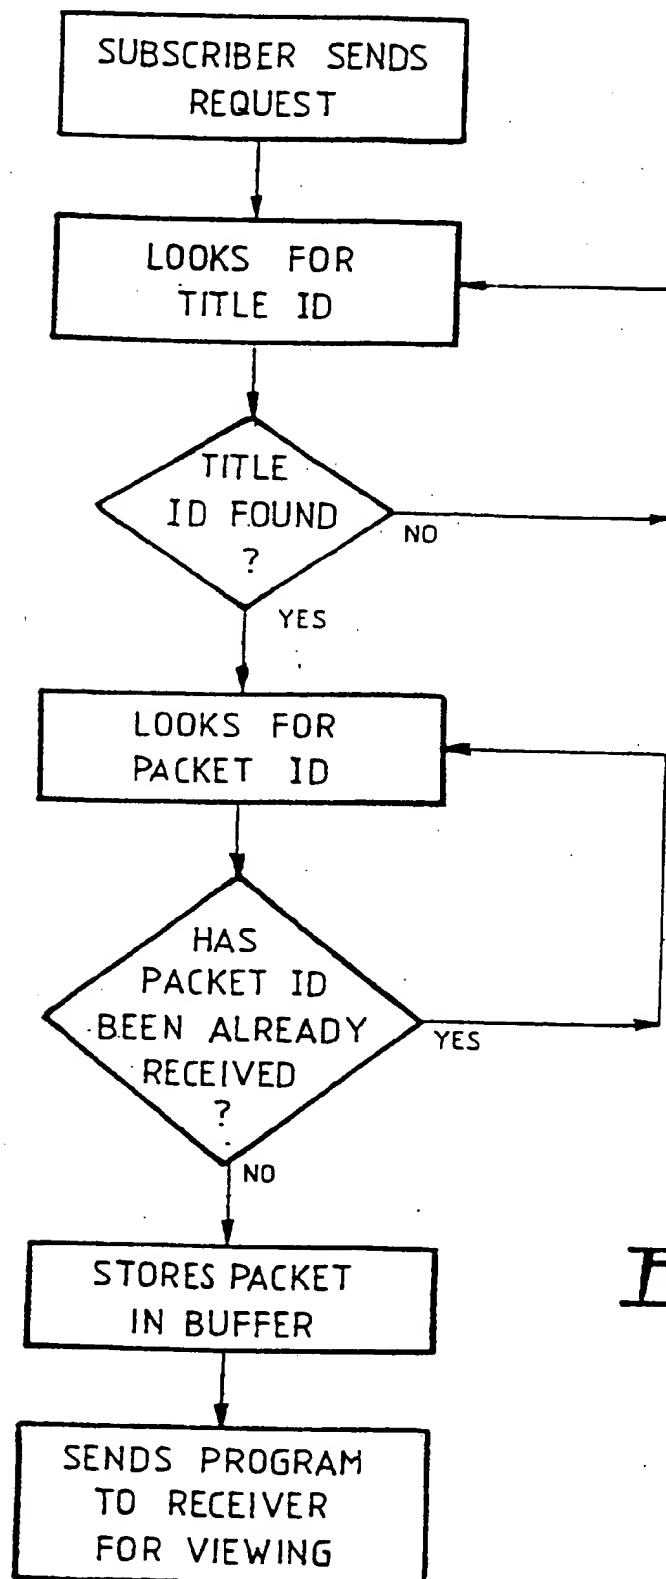 SUBSCRIBER SENDS
REQUEST
LOOKS FOR
TITLE ID
TITLE
ID FOUND
?
NO
YES
LOOKS FOR
PACKET ID
HAS
PACKET ID
BEEN ALREADY
RECEIVED
?
YES
NO
STORES PACKET
IN BUFFER
SENDS PROGRAM
TO RECEIVER
FOR VIEWING